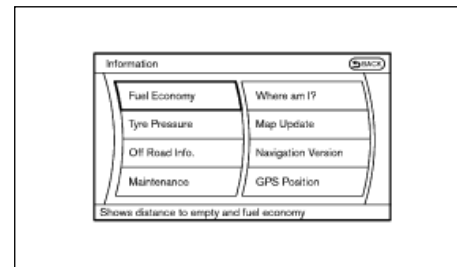 Information
BACK
Fuel Economy
Where am I?
Tyre Pressure
Map Update
Off Road Info.
Navigation Version
Maintenance
GPS Position
Shows distance to empty and fuel economy